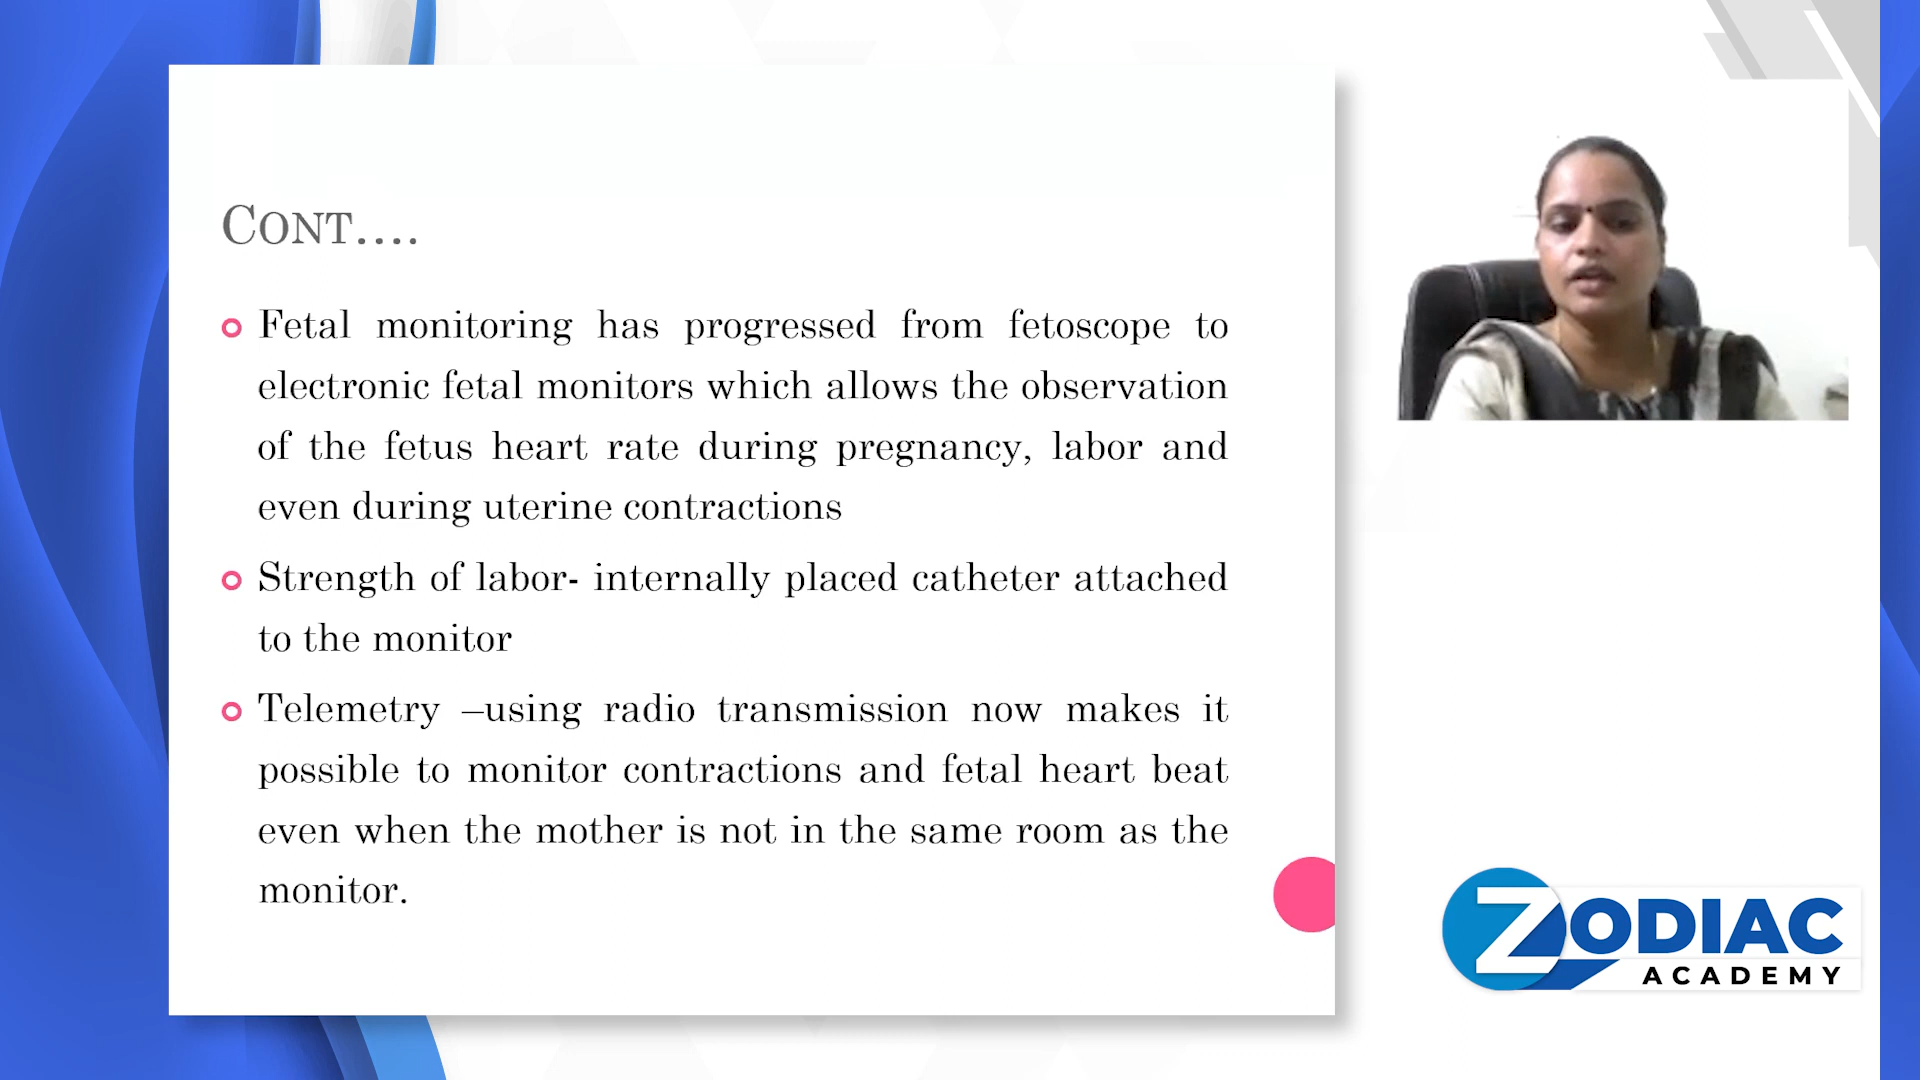 CONT....
Fetal monitoring has progressed from fetoscope to
electronic fetal monitors which allows the observation
of the fetus heart rate during pregnancy, labor and
even during uterine contractions
Strength of labor- internally placed catheter attached
to the monitor
Telemetry –using radio transmission now makes it
possible to monitor contractions and fetal heart beat
even when the mother is not in the same room as the
monitor.
ZODIAC
ACADEMY